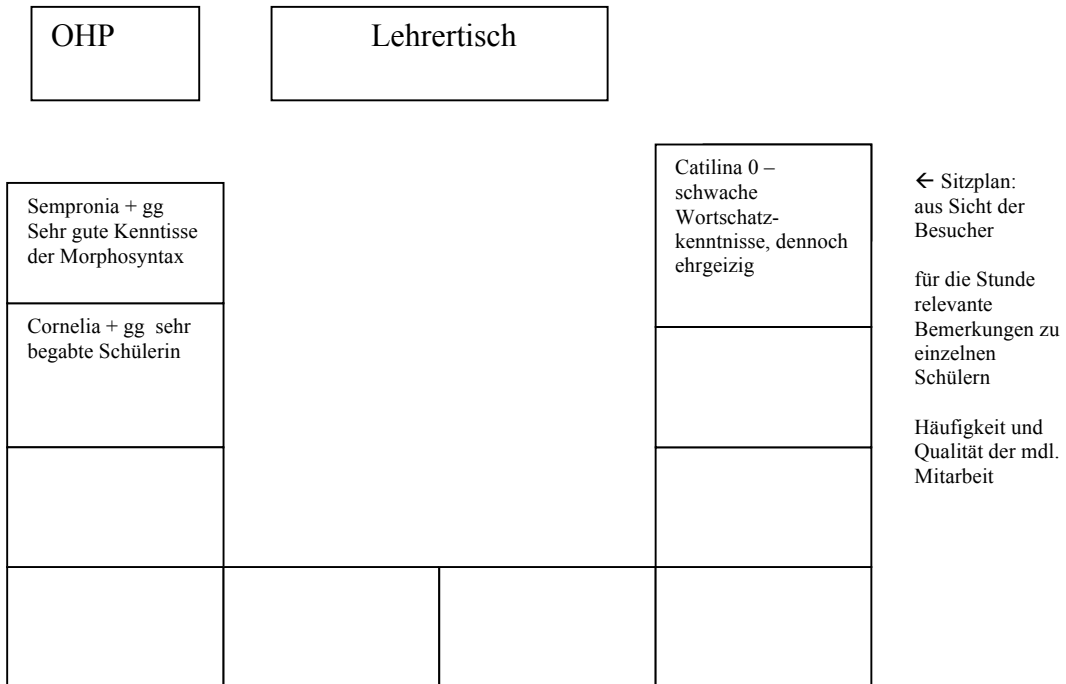 OHP
Lehrertisch
Sempronia + gg
Sehr gute Kenntisse
der Morphosyntax
Cornelia + gg  sehr
begabte Schülerin
Catilina 0 –
schwache
Wortschatz-
kenntnisse, dennoch
ehrgeizig
← Sitzplan:
aus Sicht der
Besucher
für die Stunde
relevante
Bemerkungen zu
einzelnen
Schülern
Häufigkeit und
Qualität der mdl.
Mitarbeit